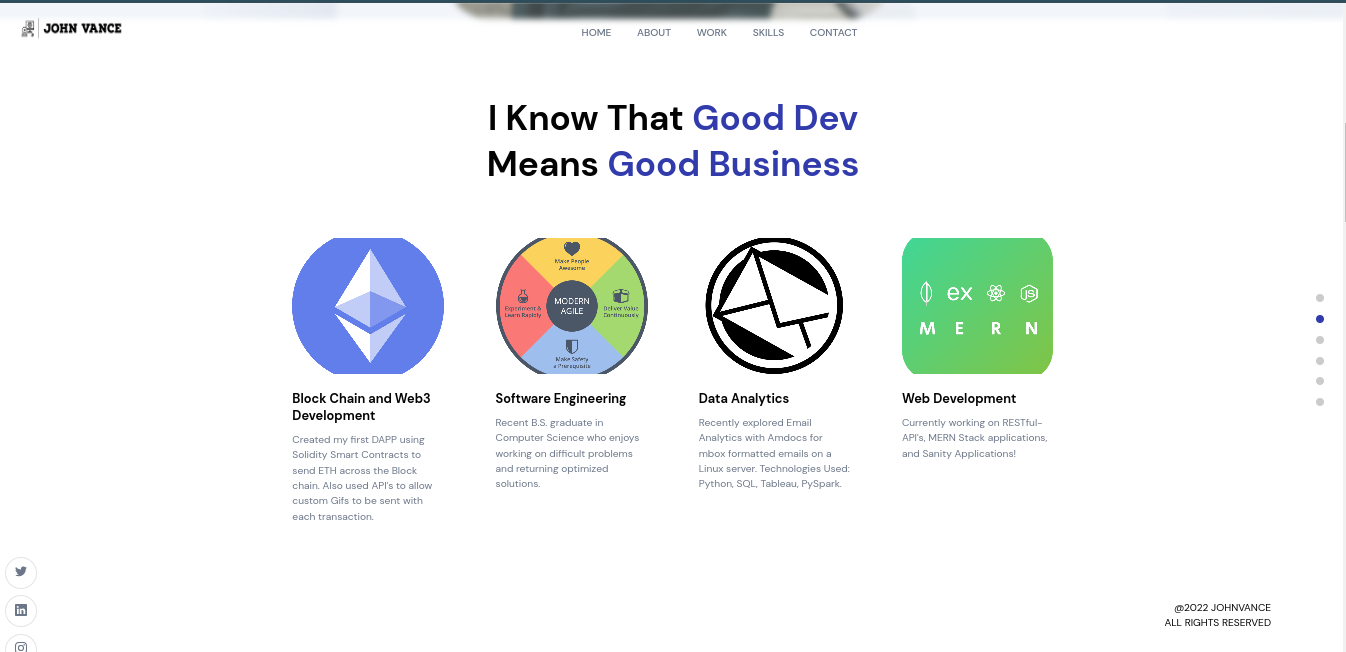 JOHN VANCE
HOME ABOUT WORK SKILLS CONTACT
I Know That Good Dev
Means Good Business
Make People
Awesome
Experiment &
Learn Rapidly
MODERN
AGILE
Deliver Value
Continuously
Make Safety
a Prerequisite
ex
JS
M E R N
Block Chain and Web3
Development
Created my first DAPP using
Solidity Smart Contracts to
send ETH across the Block
chain. Also used API's to allow
custom Gifs to be sent with
each transaction.
Software Engineering
Recent B.S. graduate in
Computer Science who enjoys
working on difficult problems
and returning optimized
solutions.
Data Analytics
Recently explored Email
Analytics with Amdocs for
mbox formatted emails on a
Linux server. Technologies Used:
Python, SQL, Tableau, PySpark.
Web Development
Currently working on RESTful-
API's, MERN Stack applications,
and Sanity Applications!
in
@2022 JOHNVANCE
ALL RIGHTS RESERVED